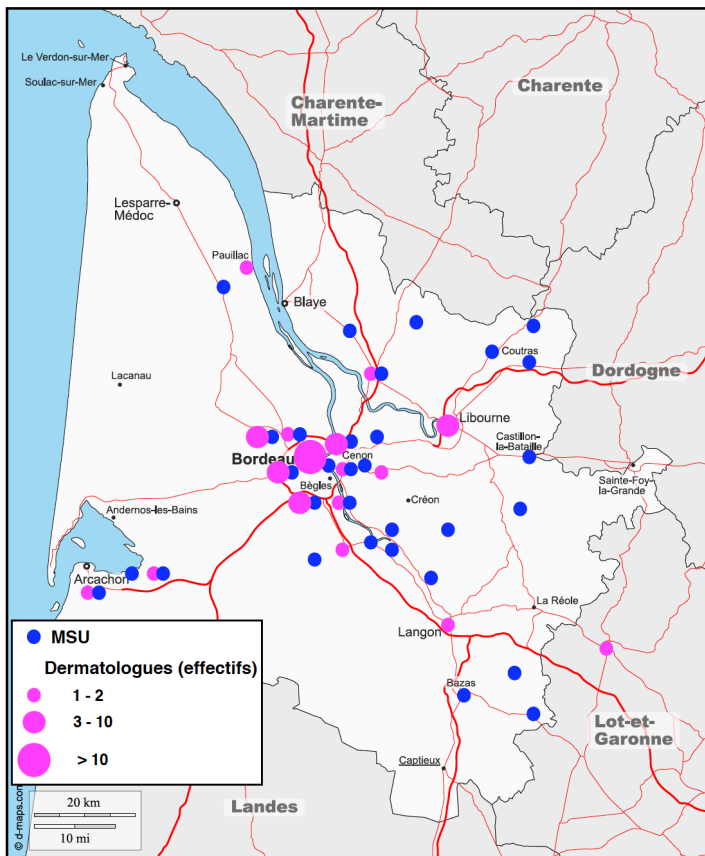 Le Verdon-sur-Mer
Soulac-sur-Mer
Charente-
Martime
Charente
Lesparre-
Médoc
Pauillac
Blaye
Coutras
Lacanau
Dordogne
Libourne
Castillon-
la-Bataille
Bordeau
Cenon
Sainte-Foy
-la-Grande
Bègles
Créon
Andernos-les-Bains
Arcachon
La Réole
Langon
MSU
Dermatologues (effectifs)
1 - 2
3 - 10
> 10
Bazas
Lot-et-
Garonne
Captieux
20 km
10 mi
Landes
© d-maps.com